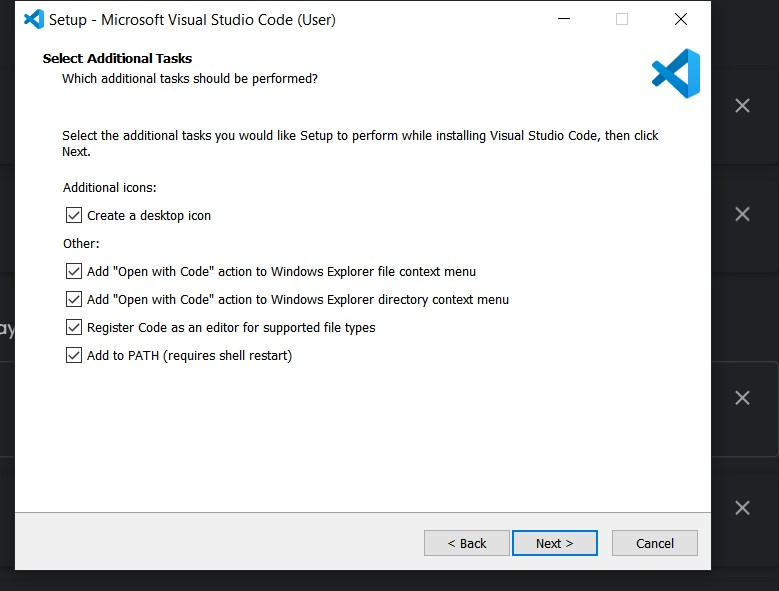 Setup - Microsoft Visual Studio Code (User)
Select Additional Tasks
Which additional tasks should be performed?
Select the additional tasks you would like Setup to perform while installing Visual Studio Code, then click
Next.
Additional icons:
Create a desktop icon
Other:
Add "Open with Code" action to Windows Explorer file context menu
Add "Open with Code" action to Windows Explorer directory context menu
Register Code as an editor for supported file types
Add to PATH (requires shell restart)
< Back
Next >
Cancel